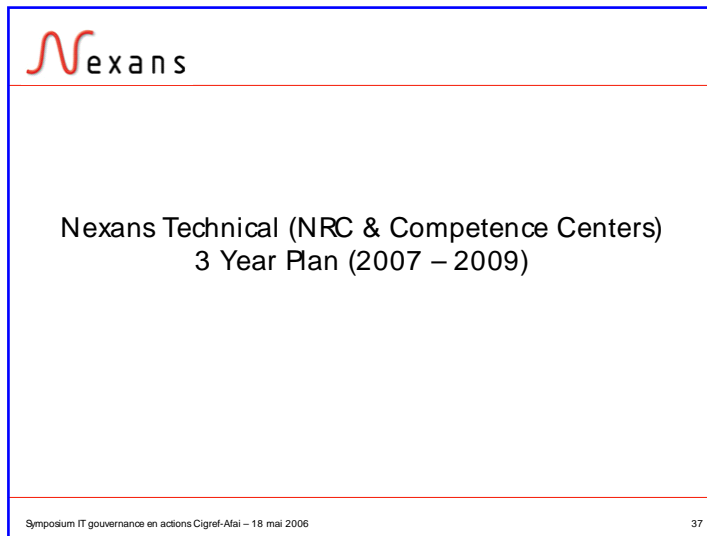 Nexans
Nexans Technical (NRC & Competence Centers)
3 Year Plan (2007 – 2009)
Symposium IT gouvernance en actions Cigref-Afai – 18 mai 2006
37